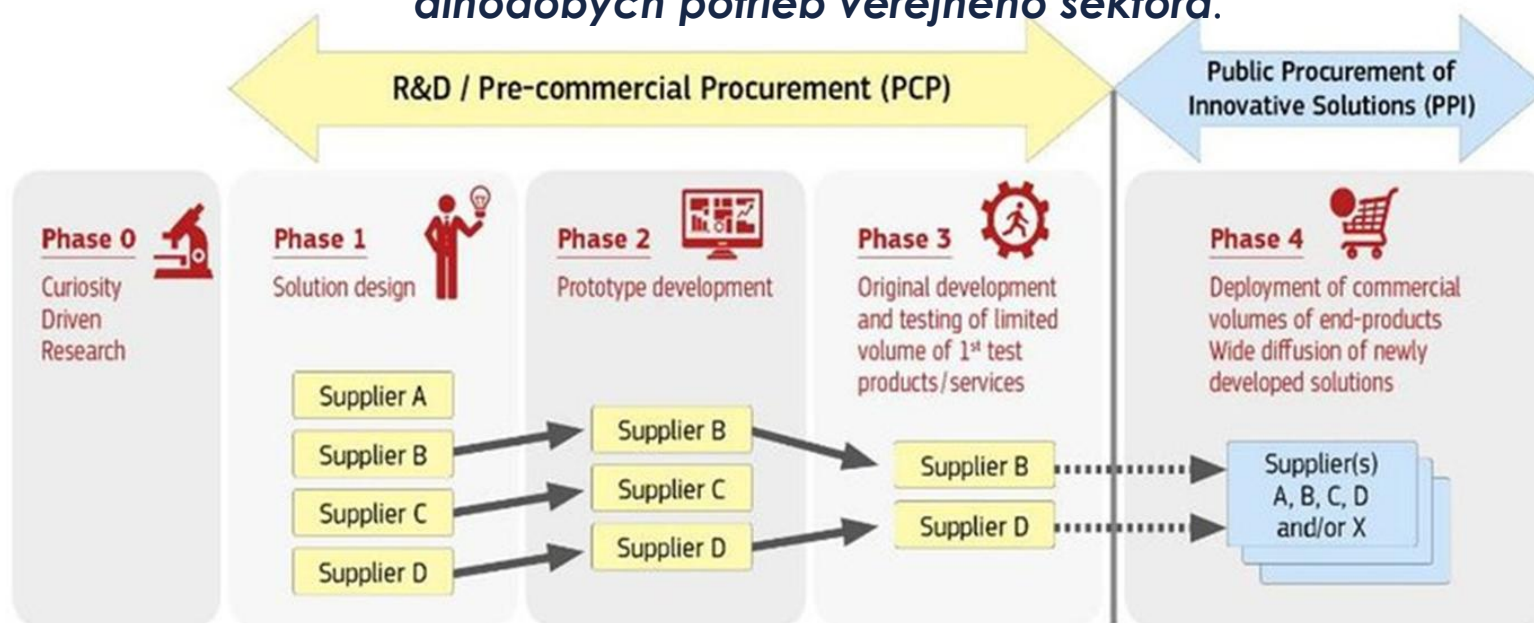 dlhodobých potrieb verejného sektora.
R&D / Pre-commercial Procurement (PCP)
Public Procurement of
Innovative Solutions (PPI)
Phase 0
Curiosity
Driven
Research
Phase 1
Solution design
Supplier A
Supplier B
Supplier C
Supplier D
Phase 2
Prototype development
Supplier B
Supplier C
Supplier D
Phase 3
Original development
and testing of limited
volume of 1st test
products/services
Supplier B
Supplier D
Phase 4
Deployment of commercial
volumes of end-products
Wide diffusion of newly
developed solutions
Supplier(s)
A, B, C, D
and/or X